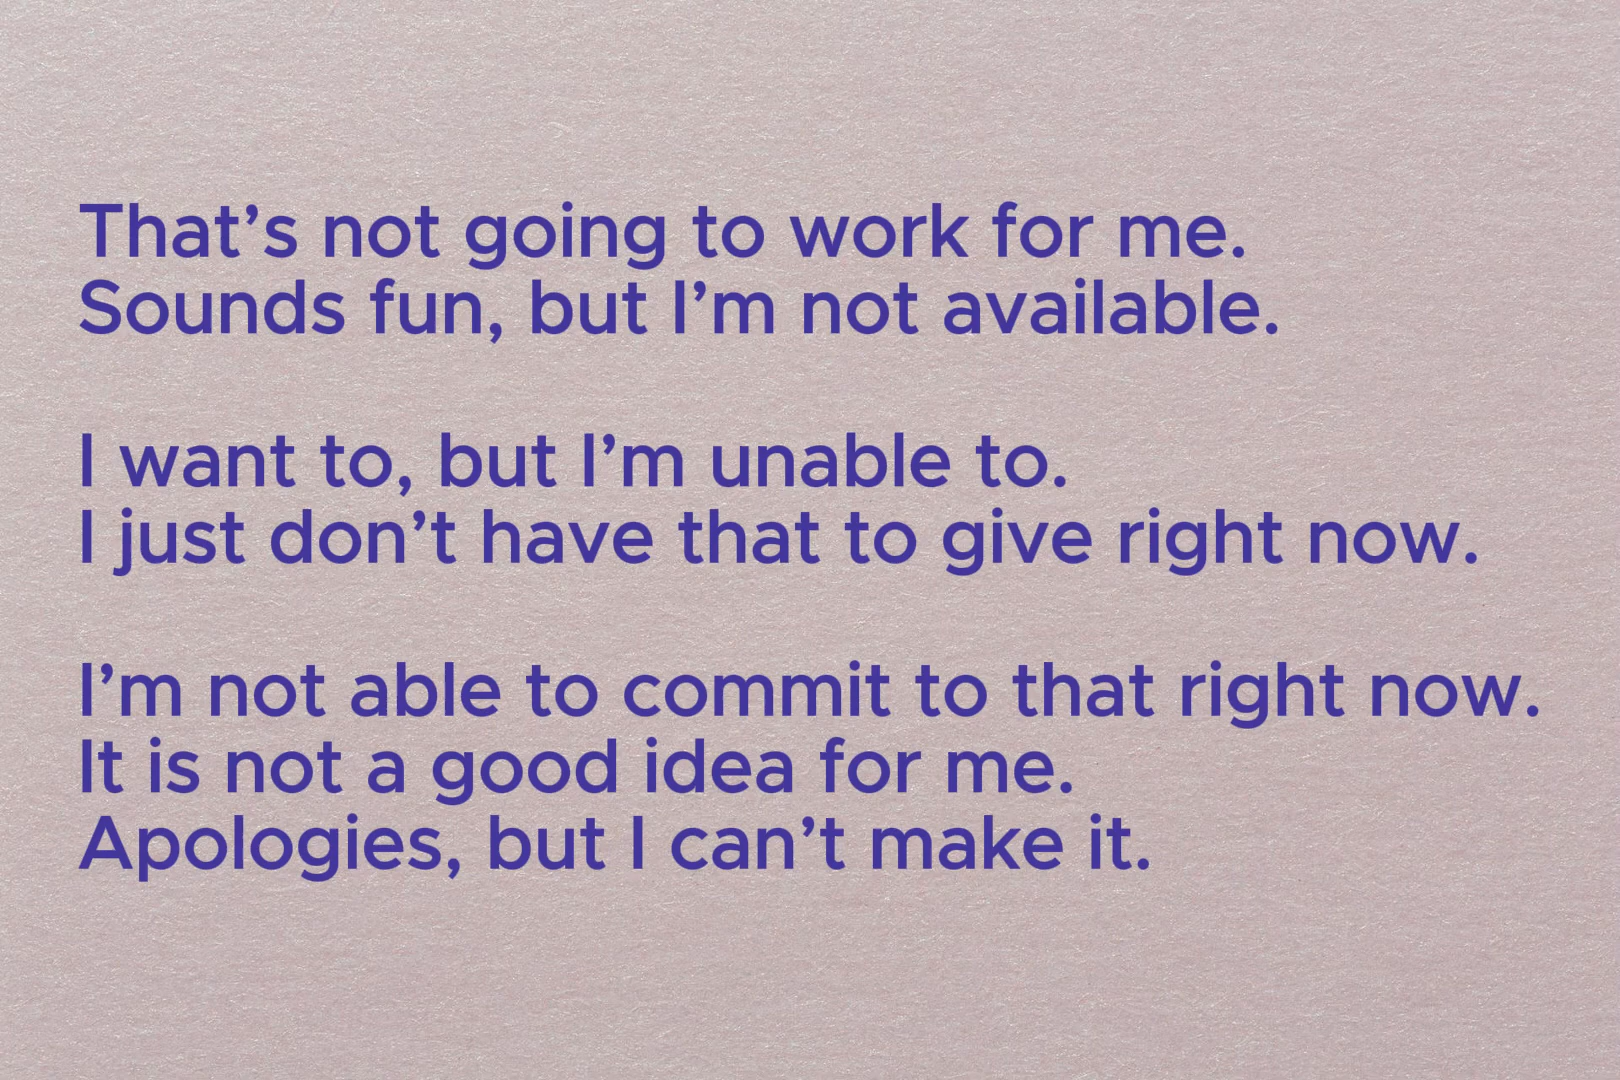 That’s not going to work for me.
Sounds fun, but I’m not available.
I want to, but I’m unable to.
I just don’t have that to give right now.
I’m not able to commit to that right now.
It is not a good idea for me.
Apologies, but I can’t make it.